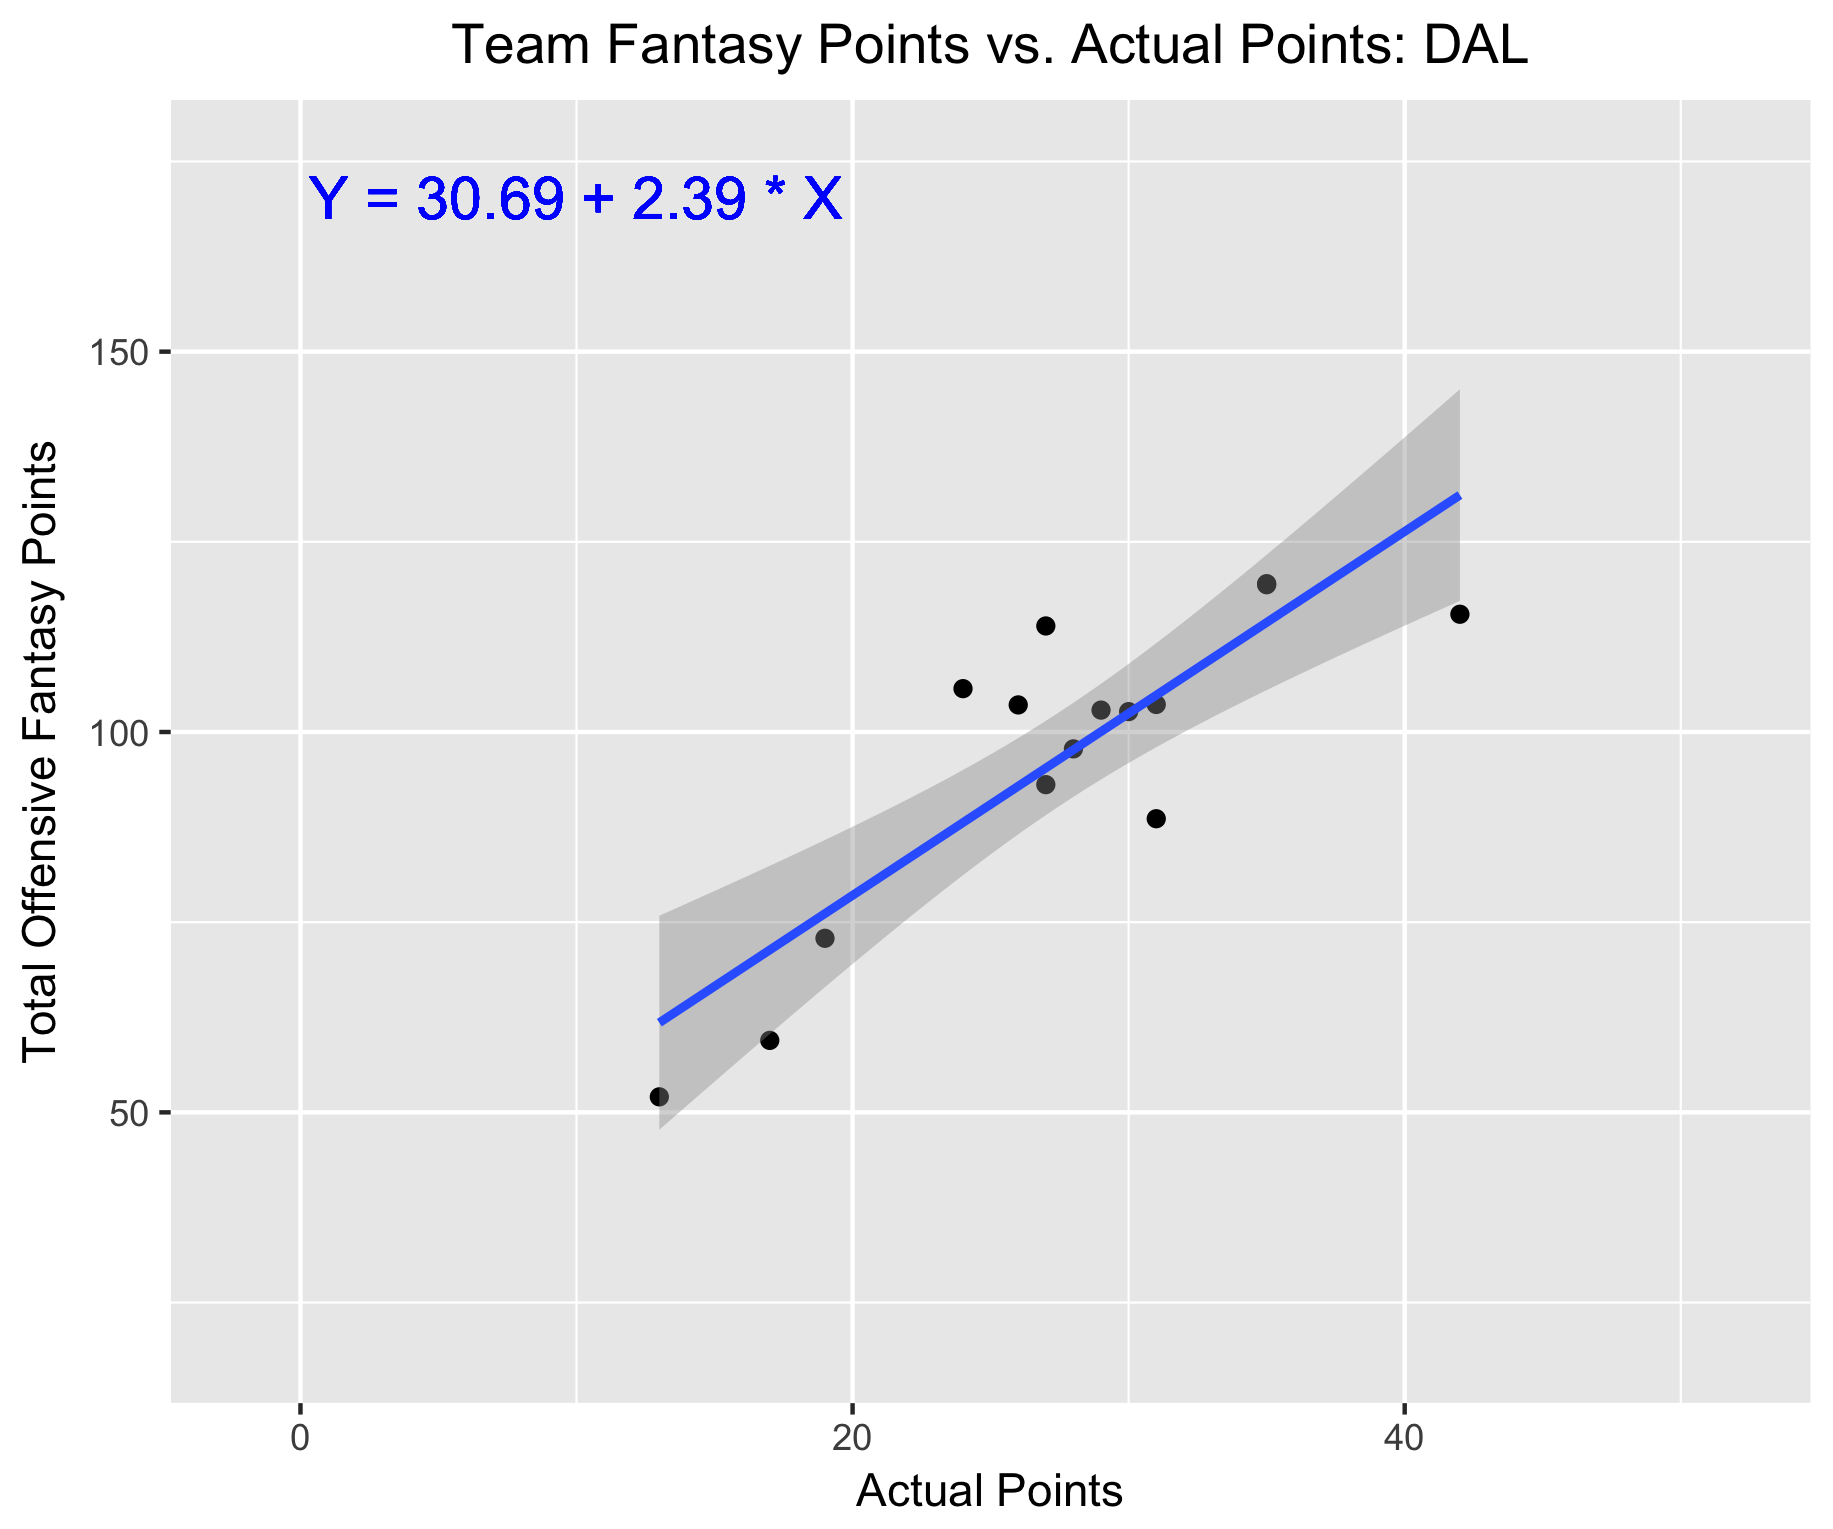 Team Fantasy Points vs. Actual Points: DAL
Y = 30.69 + 2.39 * X
Total Offensive Fantasy Points
150
100
50
0
20
40
Actual Points